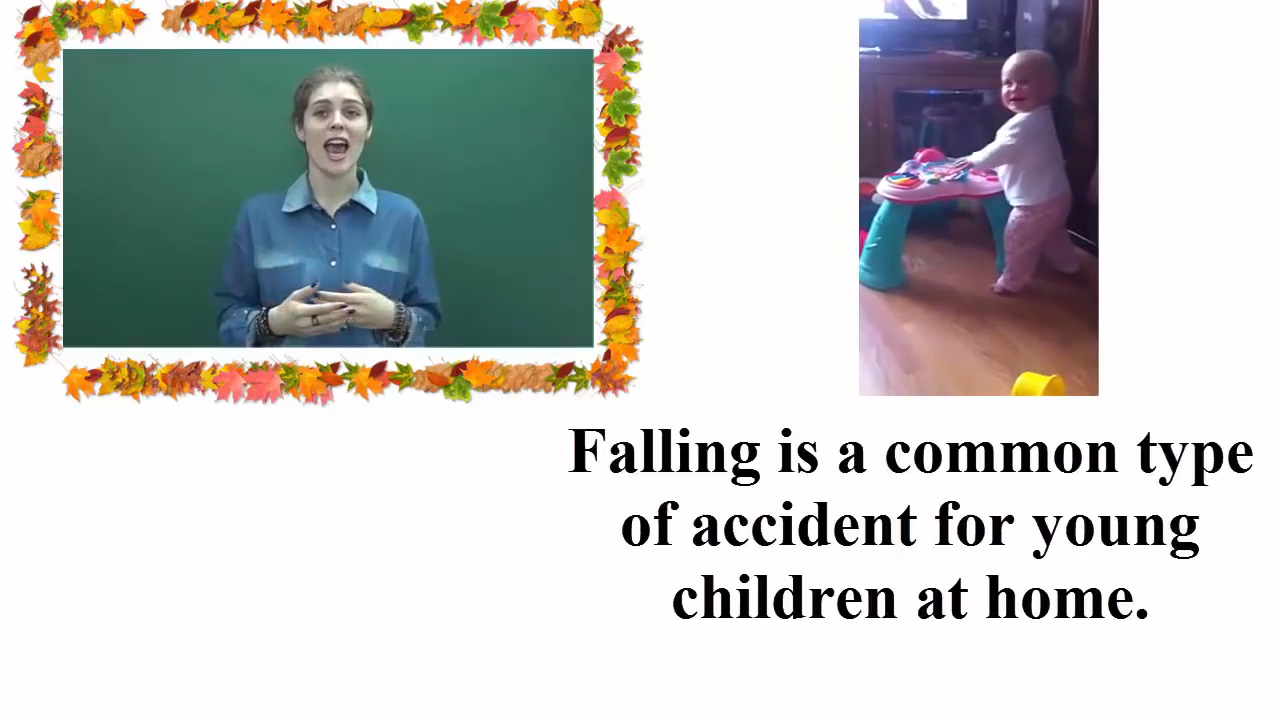 Falling is a common type
of accident for young
children at home.